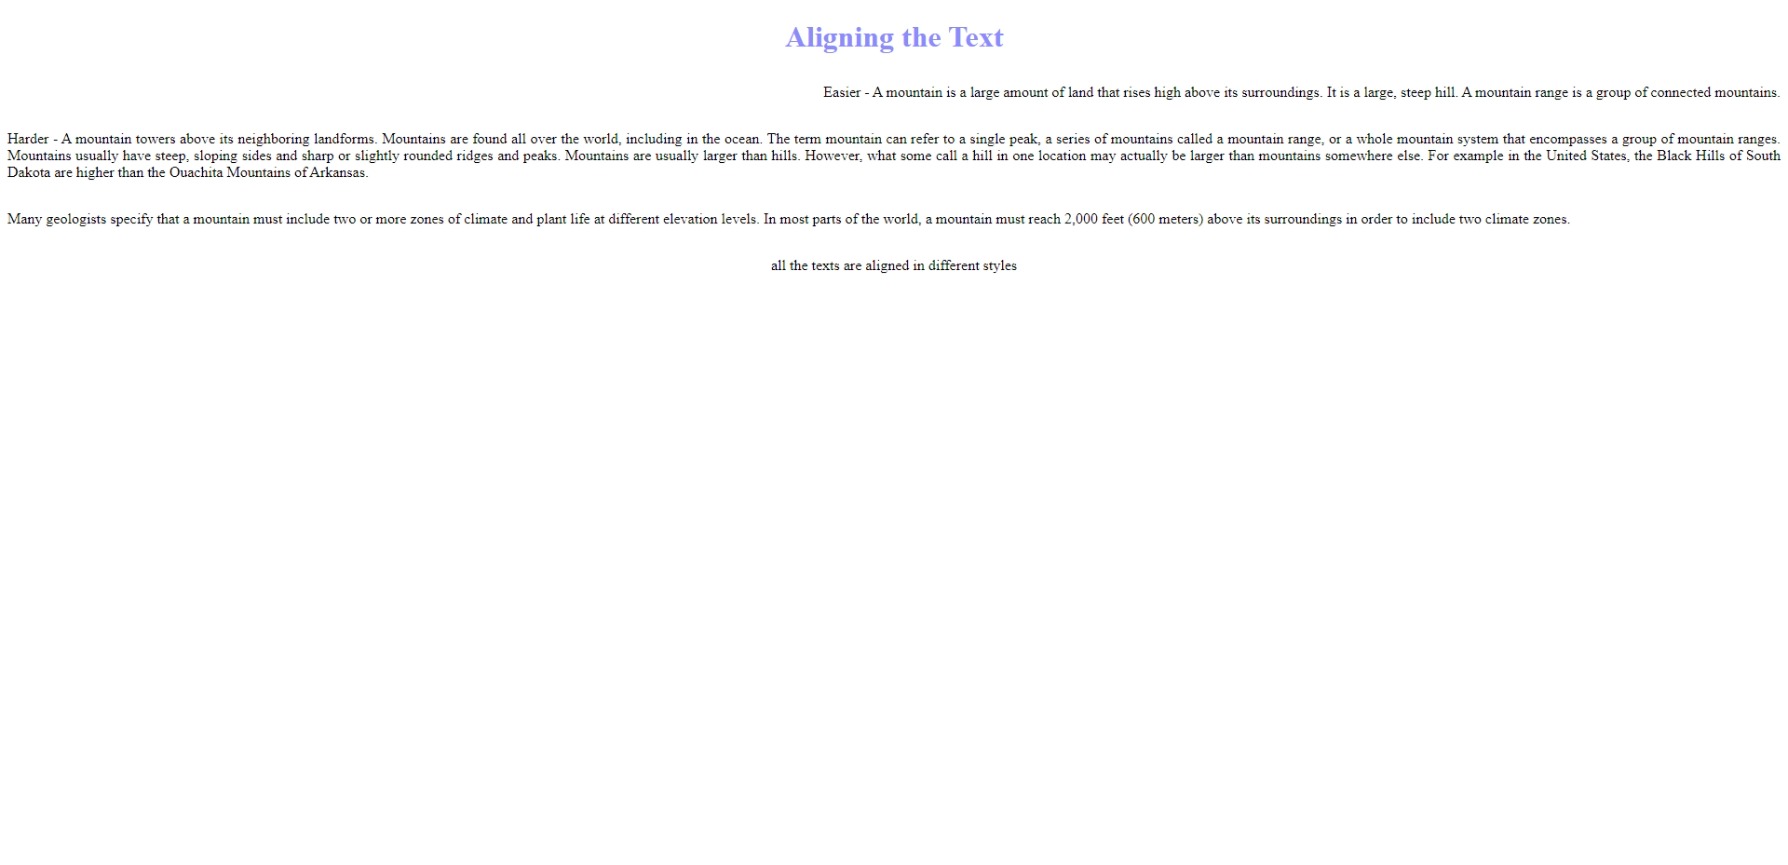 Aligning the Text
Easier - A mountain is a large amount of land that rises high above its surroundings. It is a large, steep hill. A mountain range is a group of connected mountains.
Harder - A mountain towers above its neighboring landforms. Mountains are found all over the world, including in the ocean. The term mountain can refer to a single peak, a series of mountains called a mountain range, or a whole mountain system that encompasses a group of mountain ranges.
Mountains usually have steep, sloping sides and sharp or slightly rounded ridges and peaks. Mountains are usually larger than hills. However, what some call a hill in one location may actually be larger than mountains somewhere else. For example in the United States, the Black Hills of South
Dakota are higher than the Ouachita Mountains of Arkansas.
Many geologists specify that a mountain must include two or more zones of climate and plant life at different elevation levels. In most parts of the world, a mountain must reach 2,000 feet (600 meters) above its surroundings in order to include two climate zones.
all the texts are aligned in different styles